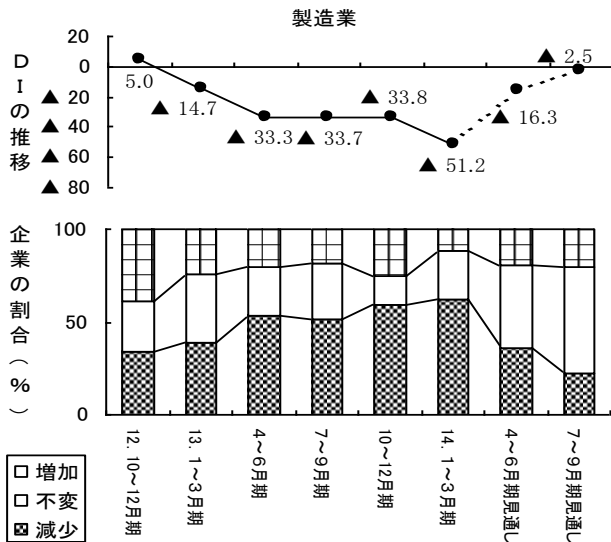 製造業
DIの推移
20
0
▲ 20
▲ 40
▲ 60
▲ 80
5.0
▲ 14.7
▲ 33.3
▲ 33.7
▲ 33.8
▲ 51.2
▲ 16.3
▲ 2.5
企業の割合(%)
100
50
0
12. 10~12月期
13. 1~3月期
4~6月期
7~9月期
10~12月期
14. 1~3月期
4~6月期見通し
7~9月期見通し
増加
不変
減少